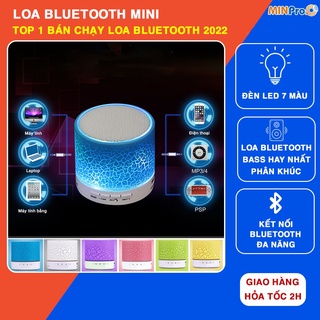 LOA BLUETOOTH MINI
MINPro
TOP 1 BÁN CHẠY LOA BLUETOOTH 2022
Máy tính
Laptop
Máy tính bảng
Điện thoại
MP3/4
PSP
ĐÈN LED 7 MÀU
LOA BLUETOOTH
BASS HAY NHẤT
PHÂN KHÚC
KẾT NỐI
BLUETOOTH
ĐA NĂNG
GIAO HÀNG
HỎA TỐC 2H